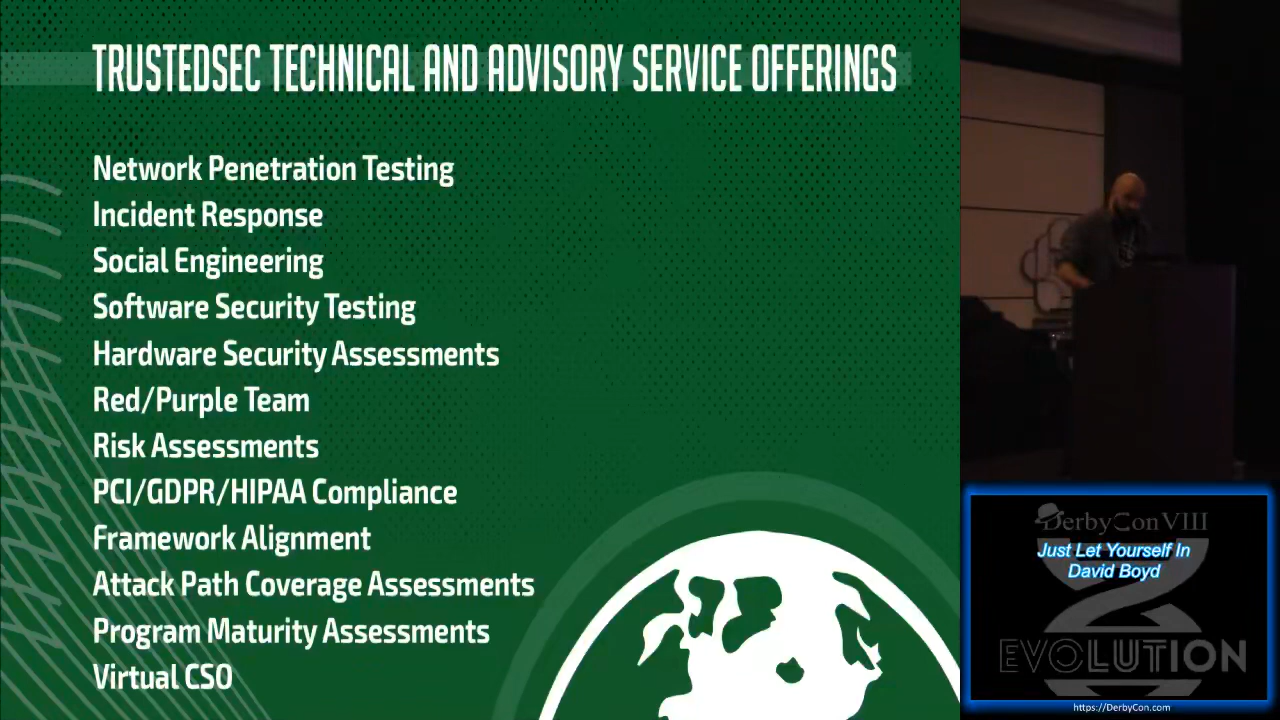 TRUSTEDSEC TECHNICAL AND ADVISORY SERVICE OFFERINGS
Network Penetration Testing
Incident Response
Social Engineering
Software Security Testing
Hardware Security Assessments
Red/Purple Team
Risk Assessments
PCI/GDPR/HIPAA Compliance
Framework Alignment
Attack Path Coverage Assessments
Program Maturity Assessments
Virtual CSO
DerbyCon VIII
Just Let Yourself In
David Boyd
EVOLUTION
https://DerbyCon.com